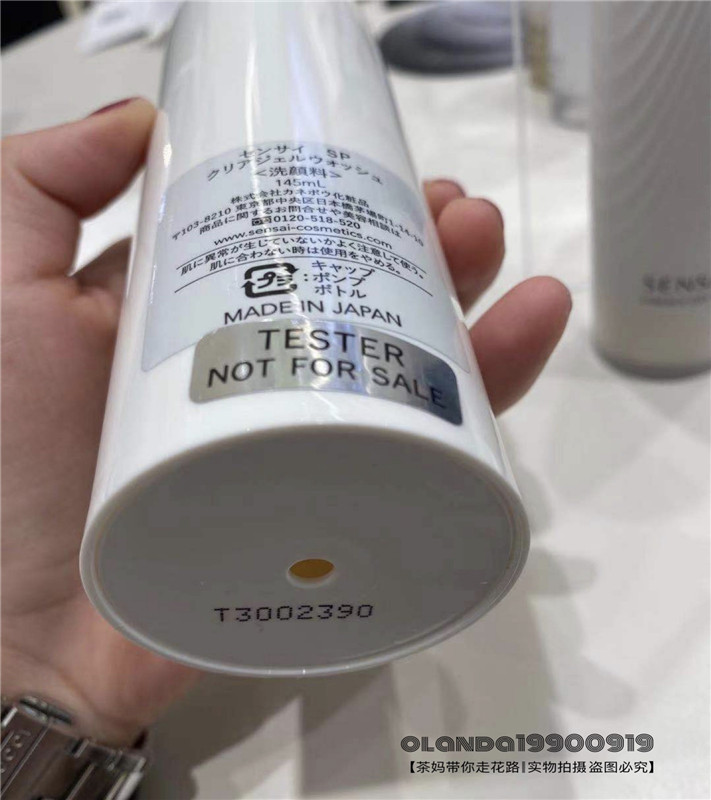 センサイ SP
クリアジェルウォッシュ
<洗顔料>
145mL
株式会社カネボウ化粧品
〒103-8210 東京都中央区日本橋茅場町1-14-10
商品に関するお問合せや美容相談は
0120-518-520
www.sensai-cosmetics.com
肌に異常が生じていないかよく注意して使う。
肌に合わない時は使用をやめる。
プラ
:キャップ
ポンプ
ボトル
MADE IN JAPAN
TESTER
NOT FOR SALE
T3002390
SENSA
OLANDA19900919
【茶妈带你走花路||实物拍摄盗图必究】